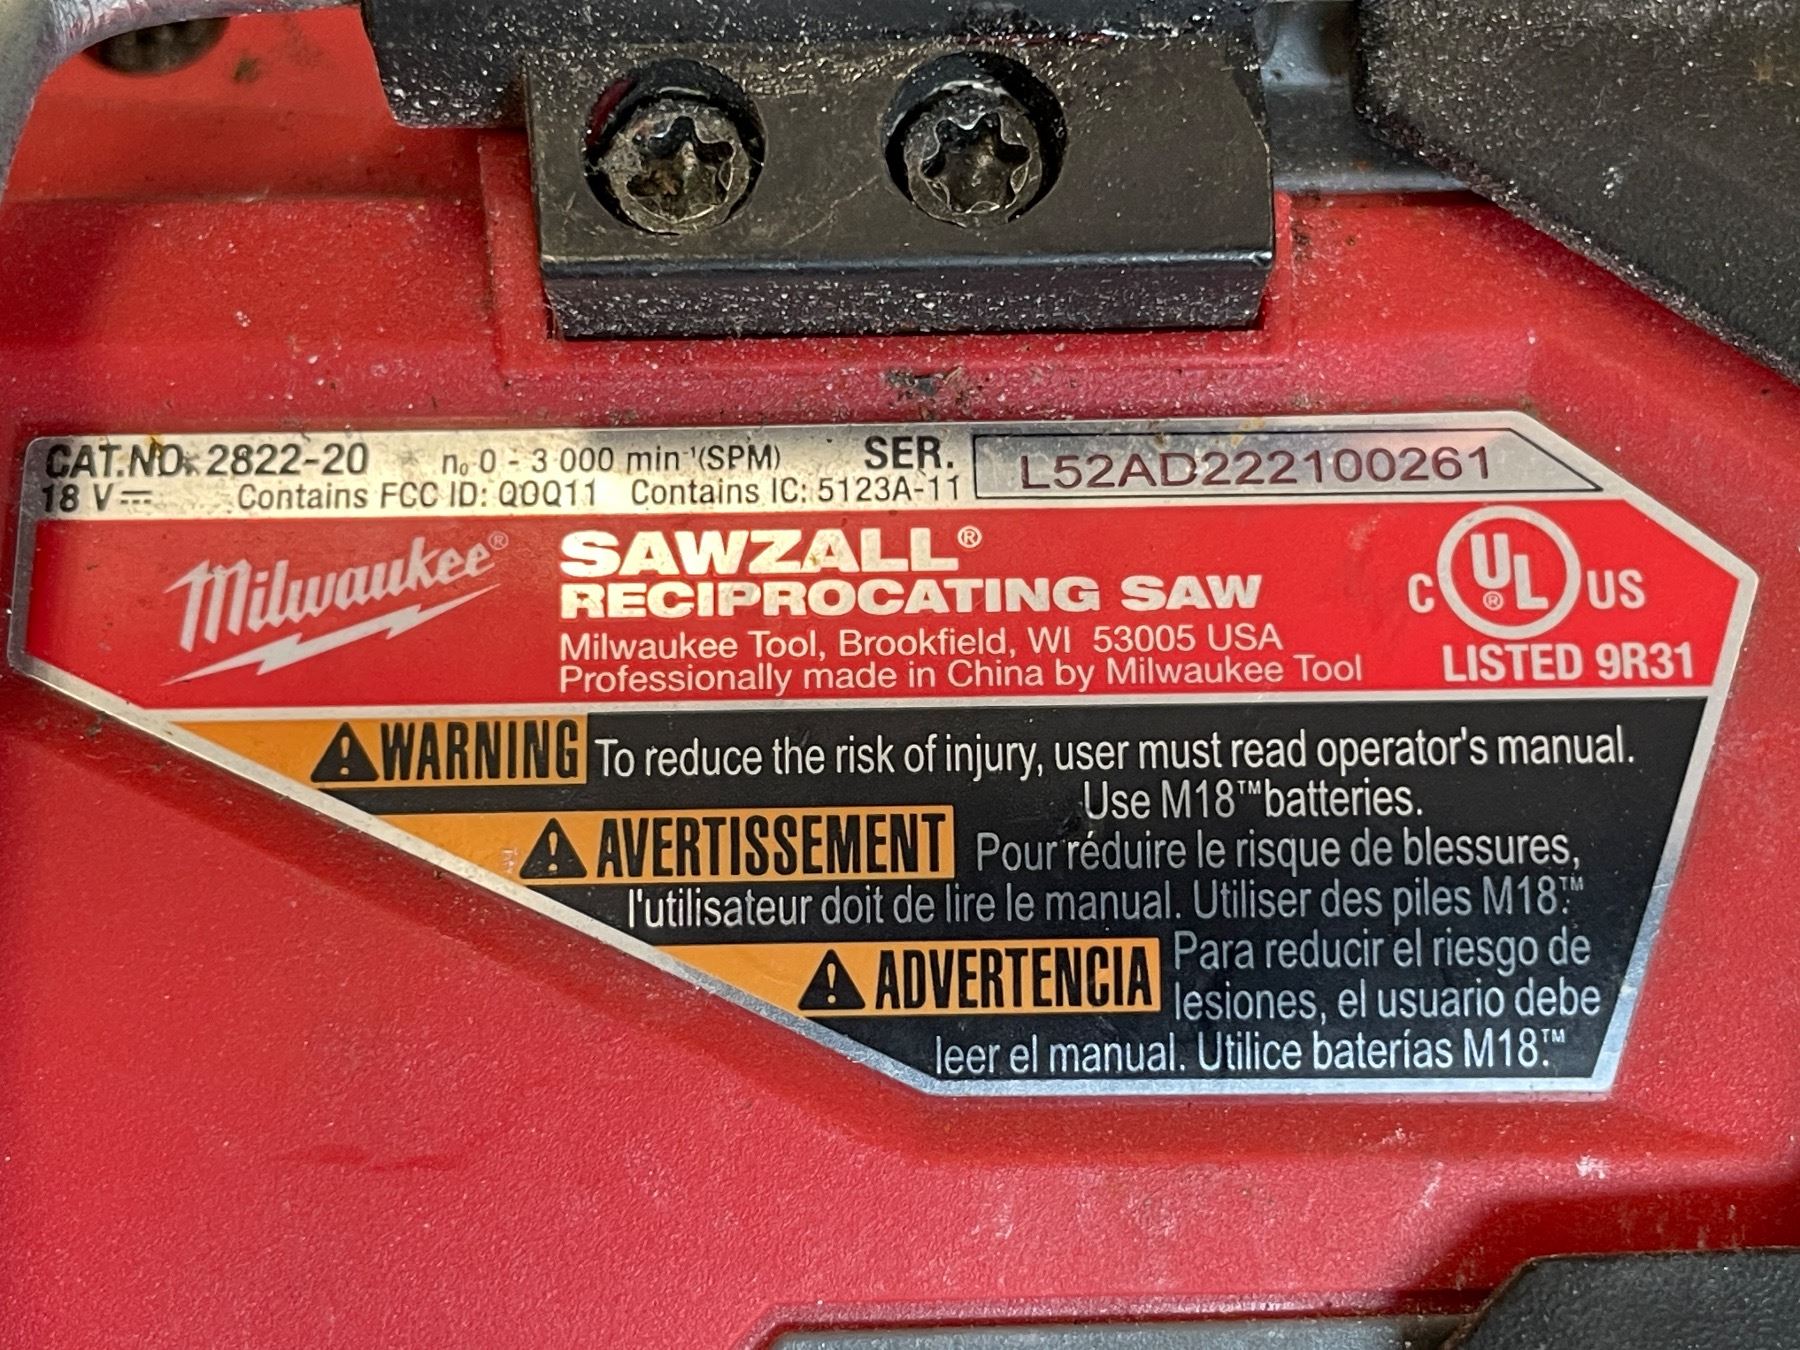 CAT.NO. 2822-20 n₀ 0 - 3 000 min⁻¹(SPM) SER. L52AD222100261
18 V⎓ Contains FCC ID: QOQ11 Contains IC: 5123A-11
Milwaukee®
SAWZALL®
RECIPROCATING SAW
Milwaukee Tool, Brookfield, WI 53005 USA
Professionally made in China by Milwaukee Tool
C UL® US
LISTED 9R31
⚠WARNING To reduce the risk of injury, user must read operator's manual.
Use M18™ batteries.
⚠AVERTISSEMENT Pour réduire le risque de blessures,
l'utilisateur doit de lire le manual. Utiliser des piles M18™.
⚠ADVERTENCIA Para reducir el riesgo de
lesiones, el usuario debe
leer el manual. Utilice baterías M18™.